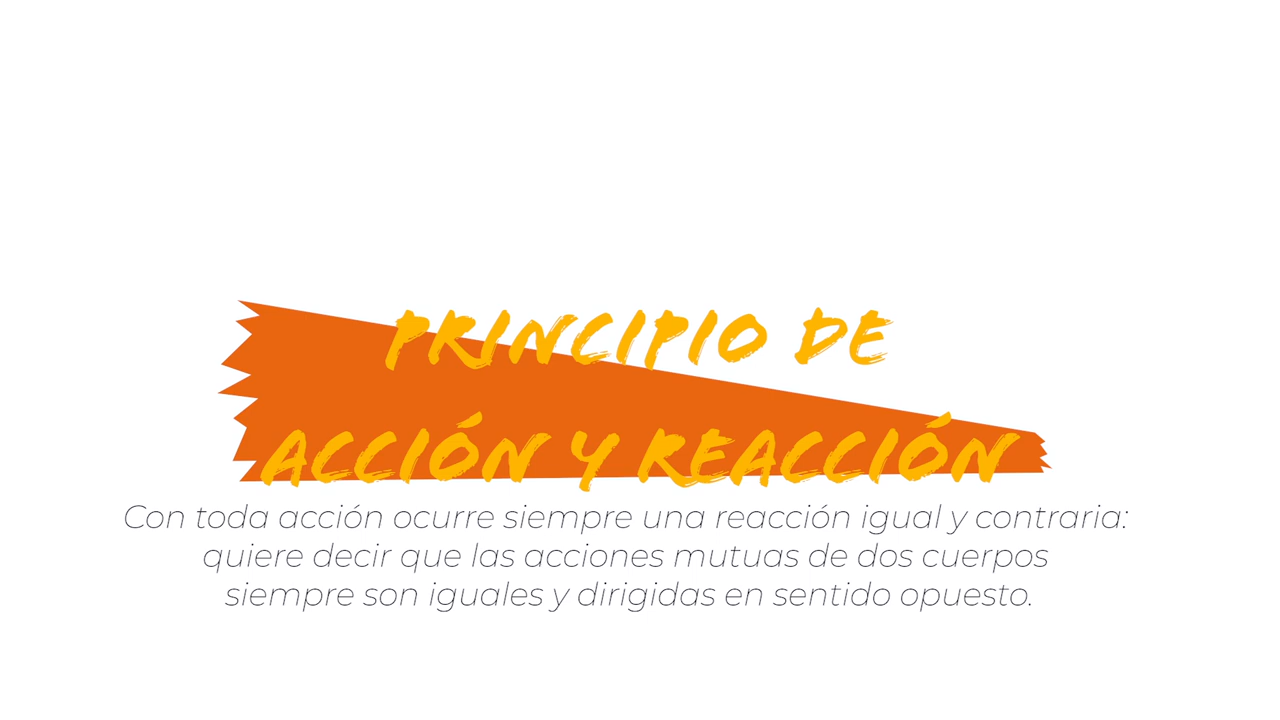 PRINCIPIO DE
ACCIÓN Y REACCIÓN
Con toda acción ocurre siempre una reacción igual y contraria:
quiere decir que las acciones mutuas de dos cuerpos
siempre son iguales y dirigidas en sentido opuesto.